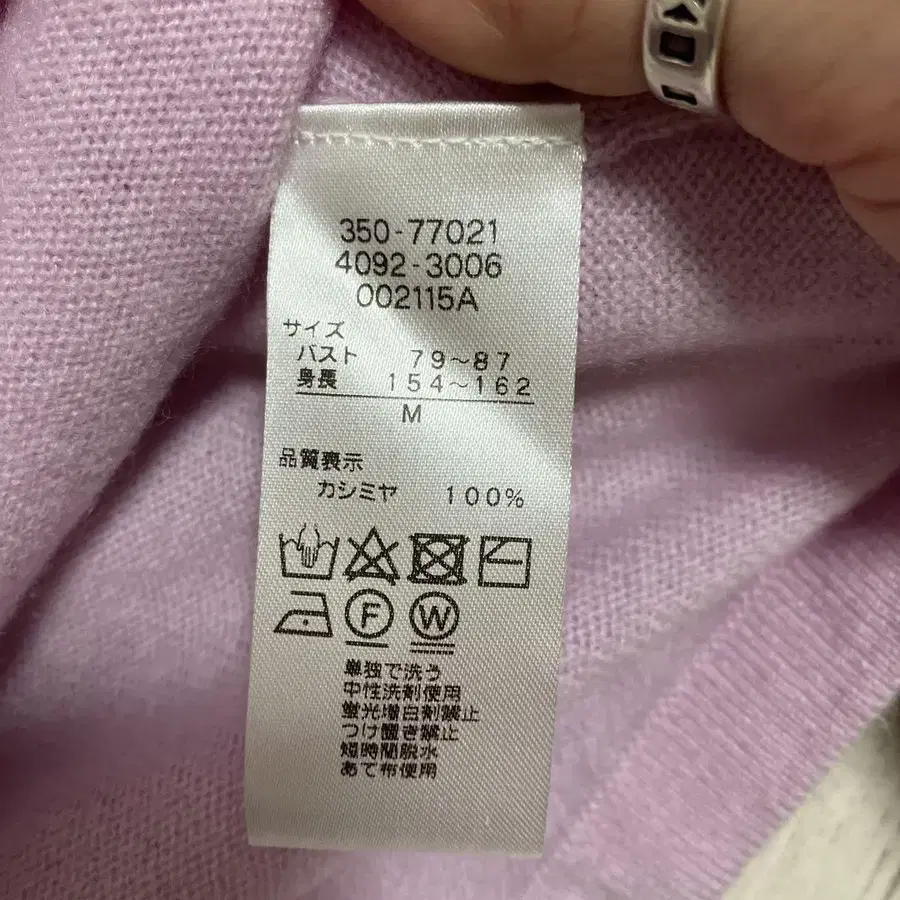 350-77021
4092-3006
002115A
サイズ
バスト 79~87
身長 154~162
M
品質表示
カシミヤ 100%
F W
単独で洗う
中性洗剤使用
蛍光増白剤禁止
つけ置き禁止
短時間脱水
あて布使用